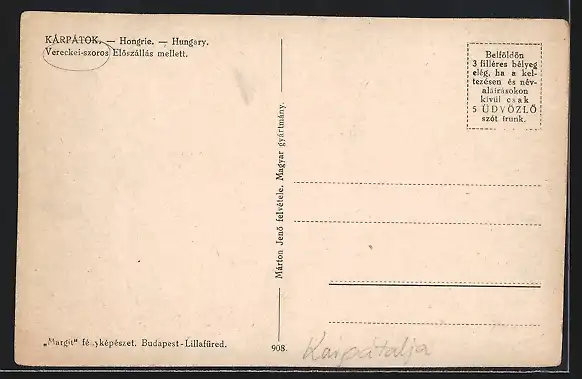 KÁRPÁTOK. — Hongrie. — Hungary.
Vereckei-szoros Előszállás mellett.
Belföldön
3 filléres bélyeg
elég, ha a kel-
tezésen és név-
aláírásokon
kívül csak
5 ÜDVÖZLŐ
szót írunk.
Márton Jenő felvétele. Magyar gyártmány.
„Margit" fényképészet. Budapest-Lillafüred.
908.
Kárpátalja